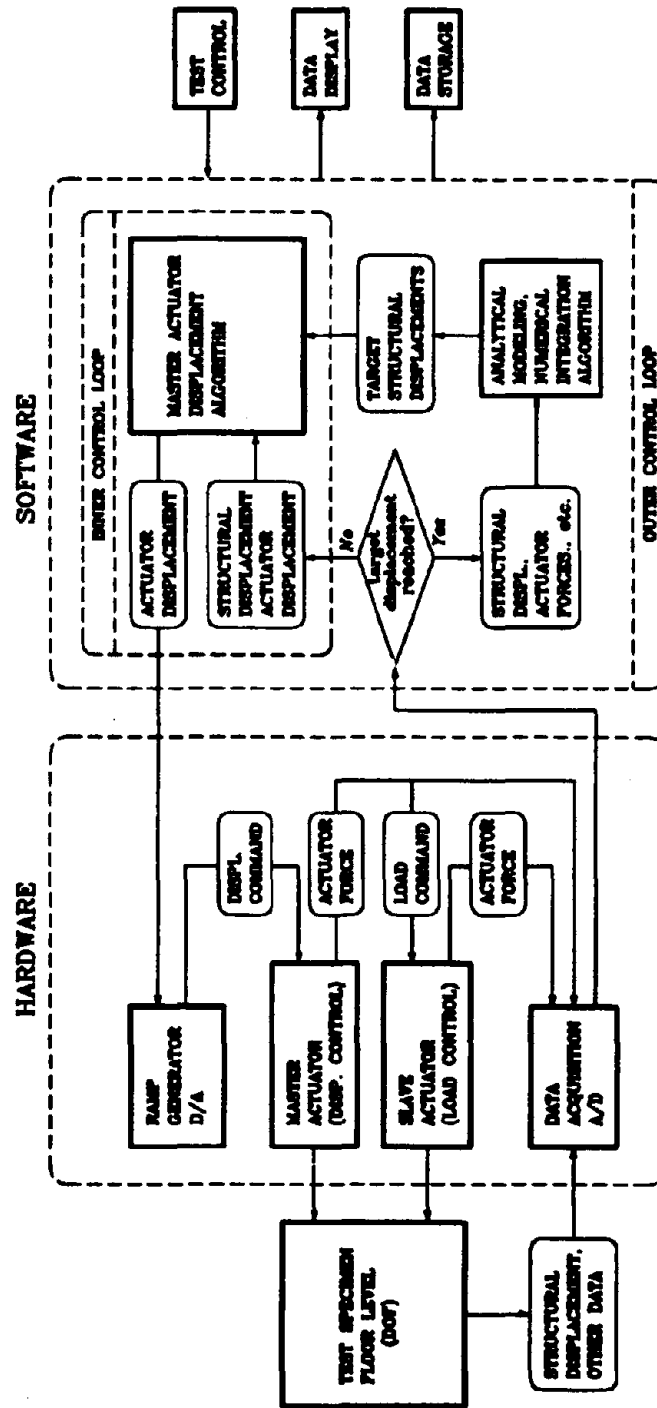 HARDWARE
SOFTWARE
RAMP
GENERATOR
D/A
DISPL.
COMMAND
MASTER
ACTUATOR
(DISP. CONTROL)
ACTUATOR
FORCE
LOAD
COMMAND
SLAVE
ACTUATOR
(LOAD CONTROL)
ACTUATOR
FORCE
DATA
ACQUISITION
A/D
TEST SPECIMEN
FLOOR LEVEL
(DOF)
STRUCTURAL
DISPLACEMENT,
OTHER DATA
INNER CONTROL LOOP
ACTUATOR
DISPLACEMENT
MASTER ACTUATOR
DISPLACEMENT
ALGORITHM
STRUCTURAL
DISPLACEMENT
ACTUATOR
DISPLACEMENT
No
target
displacement
reached?
Yes
TARGET
STRUCTURAL
DISPLACEMENTS
STRUCTURAL
DISPL.,
ACTUATOR
FORCES.. etc.
ANALYTICAL
MODELING,
NUMERICAL
INTEGRATION
ALGORITHM
OUTER CONTROL LOOP
TEST
CONTROL
DATA
DISPLAY
DATA
STORAGE